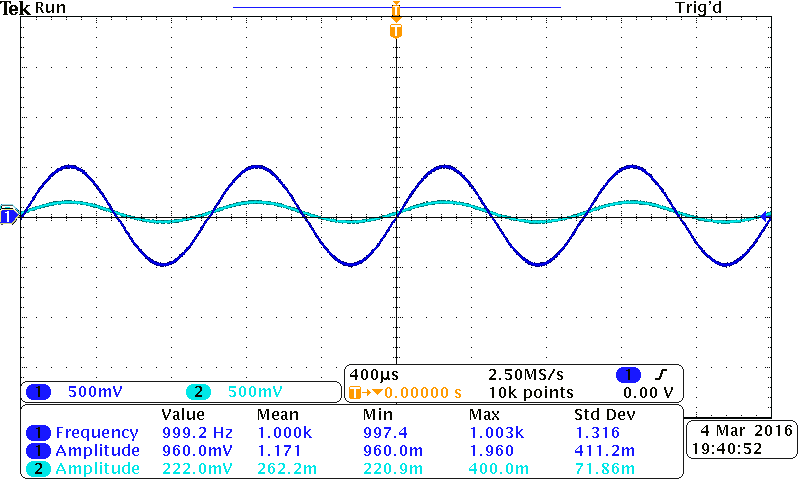 Tek Run Trig'd
T
T
1
1 500mV 2 500mV
400µs 2.50MS/s 1
T 0.00000 s 10k points 0.00 V
Value Mean Min Max Std Dev
1 Frequency 999.2 Hz 1.000k 997.4 1.003k 1.316
1 Amplitude 960.0mV 1.171 960.0m 1.960 411.2m
2 Amplitude 222.0mV 262.2m 220.9m 400.0m 71.86m
4 Mar 2016
19:40:52